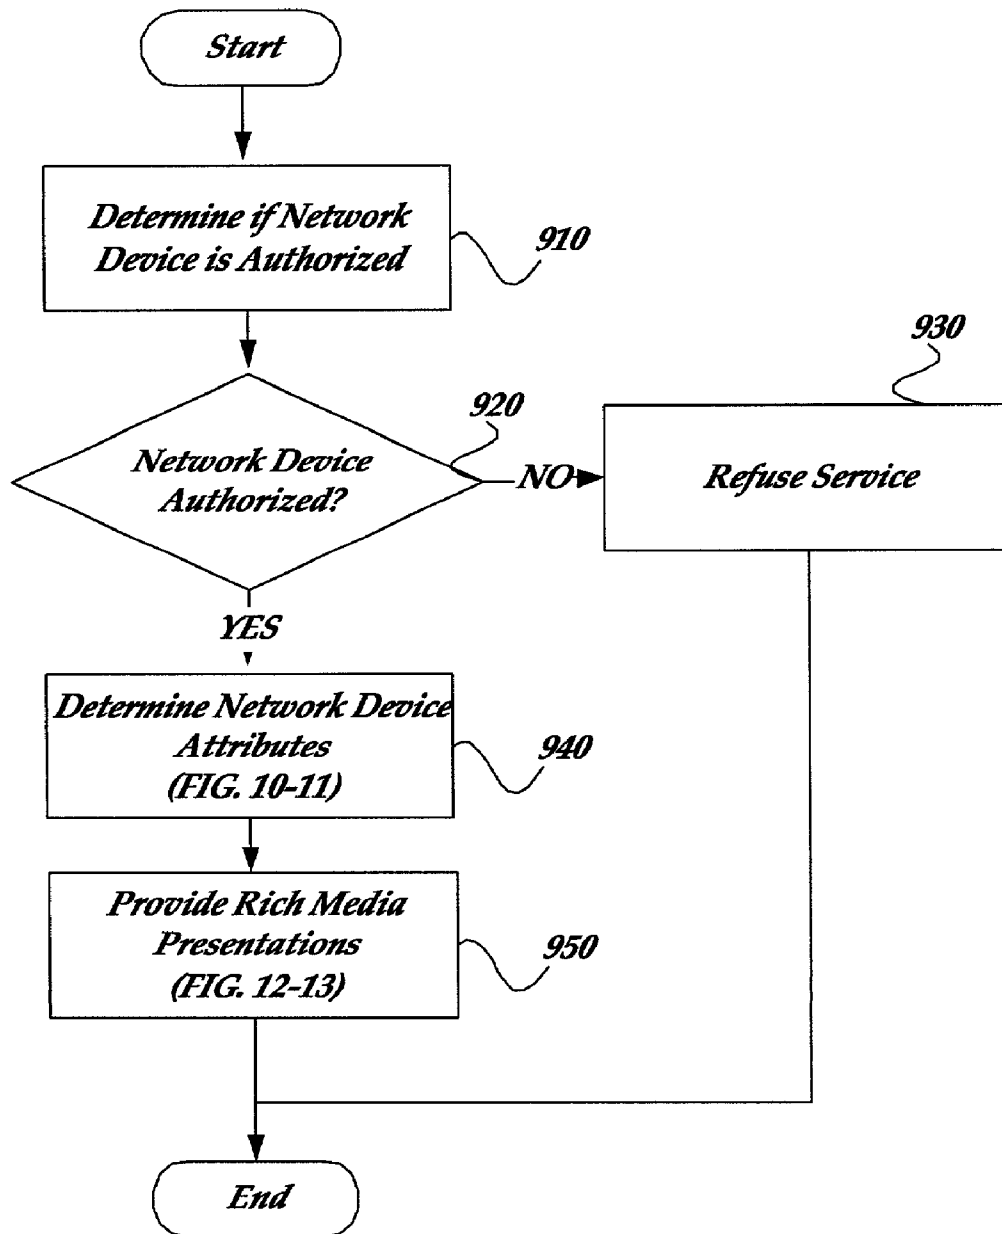 Start
Determine if Network
Device is Authorized
910
930
920
Network Device
Authorized?
NO
Refuse Service
YES
Determine Network Device
Attributes
(FIG. 10-11)
940
Provide Rich Media
Presentations
(FIG. 12-13)
950
End